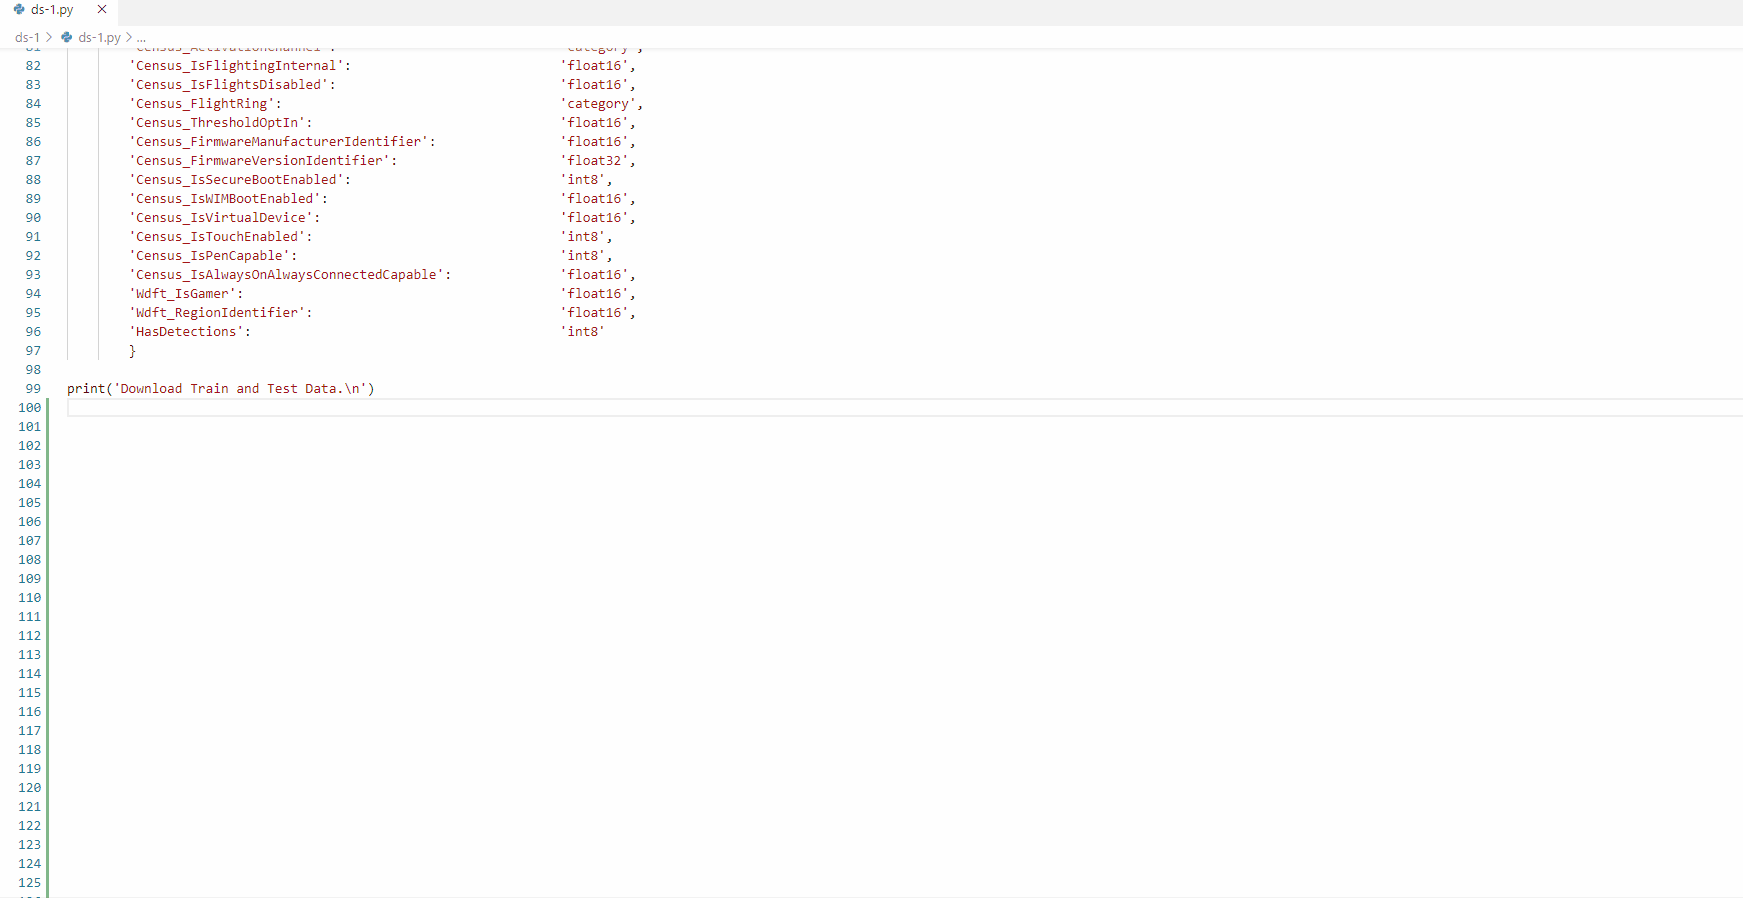 ds-1.py
ds-1 > ds-1.py > ...
82 'Census_IsFlightingInternal': 'float16',
83 'Census_IsFlightsDisabled': 'float16',
84 'Census_FlightRing': 'category',
85 'Census_ThresholdOptIn': 'float16',
86 'Census_FirmwareManufacturerIdentifier': 'float16',
87 'Census_FirmwareVersionIdentifier': 'float32',
88 'Census_IsSecureBootEnabled': 'int8',
89 'Census_IsWIMBootEnabled': 'float16',
90 'Census_IsVirtualDevice': 'float16',
91 'Census_IsTouchEnabled': 'int8',
92 'Census_IsPenCapable': 'int8',
93 'Census_IsAlwaysOnAlwaysConnectedCapable': 'float16',
94 'Wdft_IsGamer': 'float16',
95 'Wdft_RegionIdentifier': 'float16',
96 'HasDetections': 'int8'
97 }
98
99 print('Download Train and Test Data.\n')
100
101
102
103
104
105
106
107
108
109
110
111
112
113
114
115
116
117
118
119
120
121
122
123
124
125